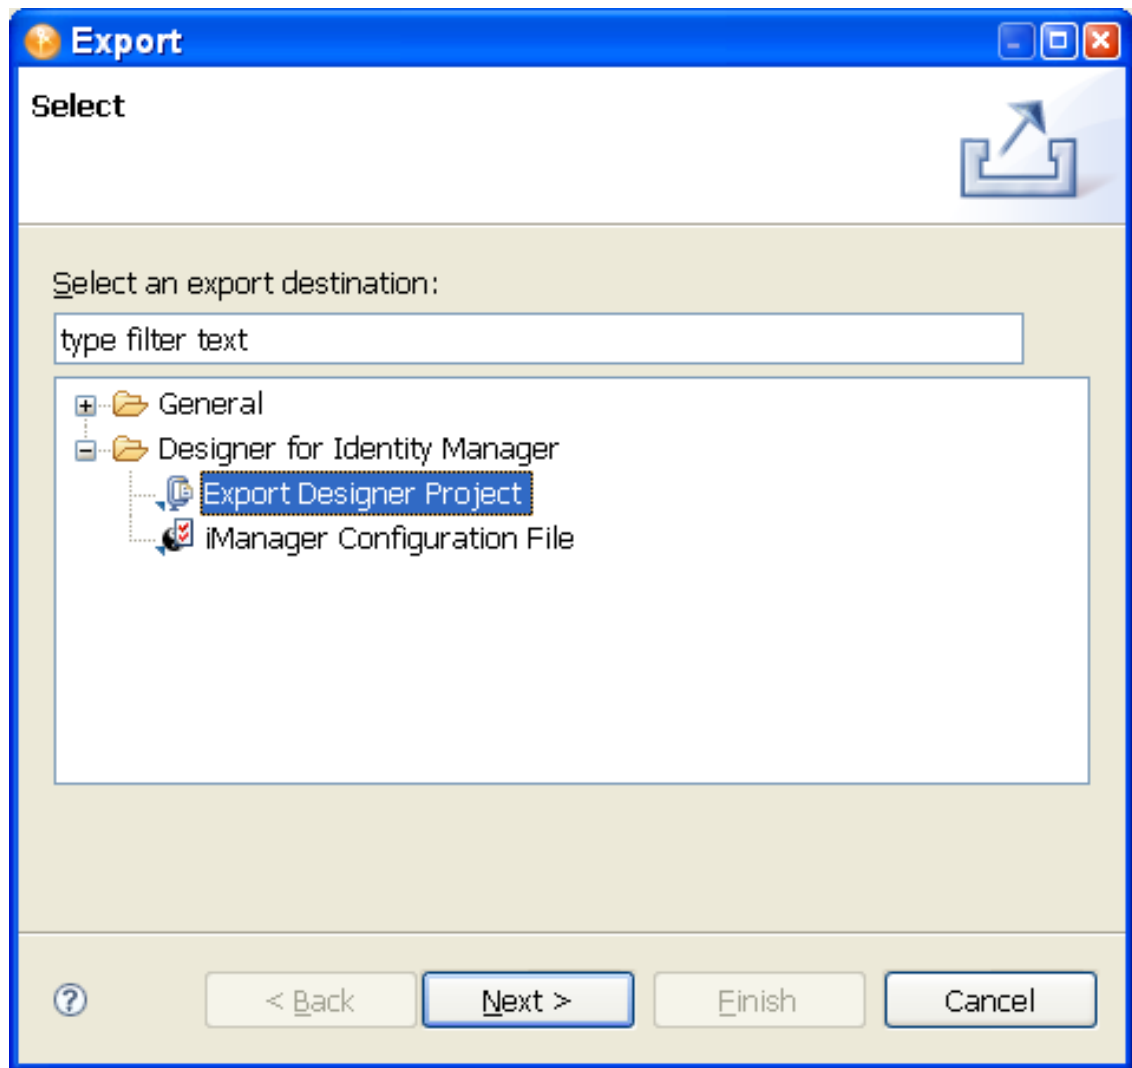 Export
Select
Select an export destination:
type filter text
General
Designer for Identity Manager
Export Designer Project
iManager Configuration File
? < Back Next > Finish Cancel